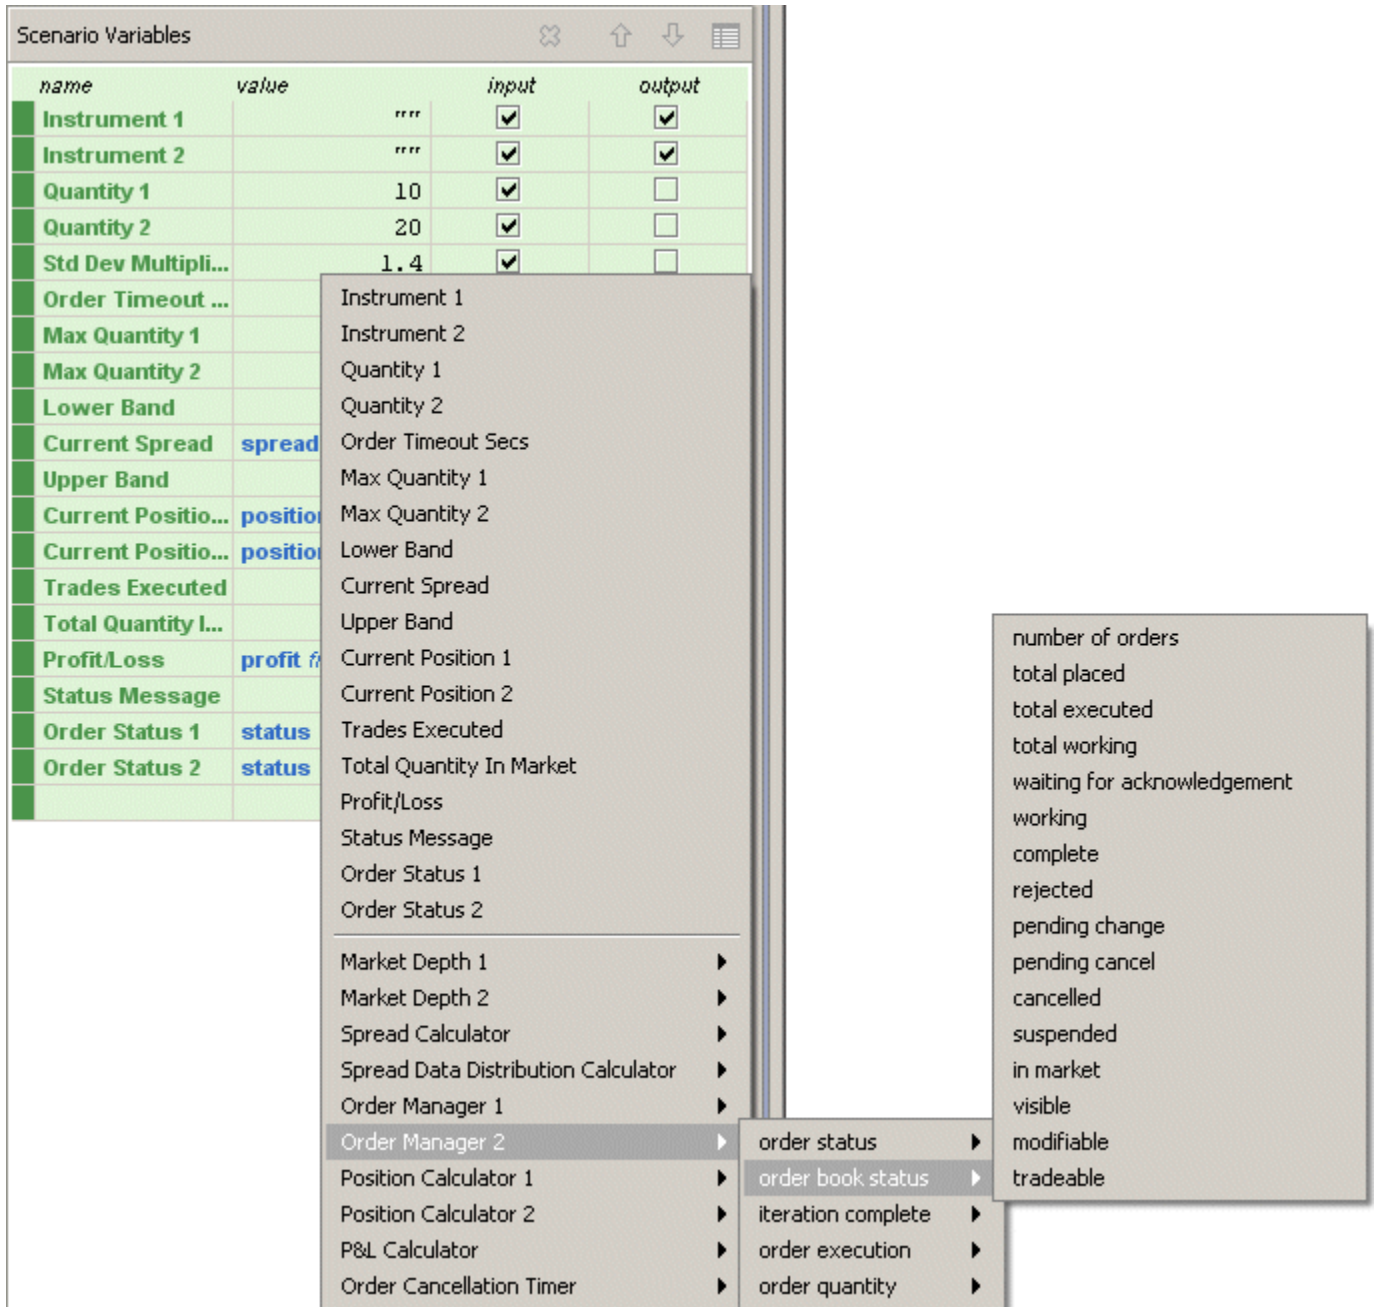 Scenario Variables
name value input output
Instrument 1 ""
Instrument 2 ""
Quantity 1 10
Quantity 2 20
Std Dev Multipli... 1.4
Order Timeout ...
Max Quantity 1
Max Quantity 2
Lower Band
Current Spread spread
Upper Band
Current Positio... position
Current Positio... position
Trades Executed
Total Quantity I...
Profit/Loss profit
Status Message
Order Status 1 status
Order Status 2 status
Instrument 1
Instrument 2
Quantity 1
Quantity 2
Order Timeout Secs
Max Quantity 1
Max Quantity 2
Lower Band
Current Spread
Upper Band
Current Position 1
Current Position 2
Trades Executed
Total Quantity In Market
Profit/Loss
Status Message
Order Status 1
Order Status 2
Market Depth 1
Market Depth 2
Spread Calculator
Spread Data Distribution Calculator
Order Manager 1
Order Manager 2
Position Calculator 1
Position Calculator 2
P&L Calculator
Order Cancellation Timer
order status
order book status
iteration complete
order execution
order quantity
number of orders
total placed
total executed
total working
waiting for acknowledgement
working
complete
rejected
pending change
pending cancel
cancelled
suspended
in market
visible
modifiable
tradeable